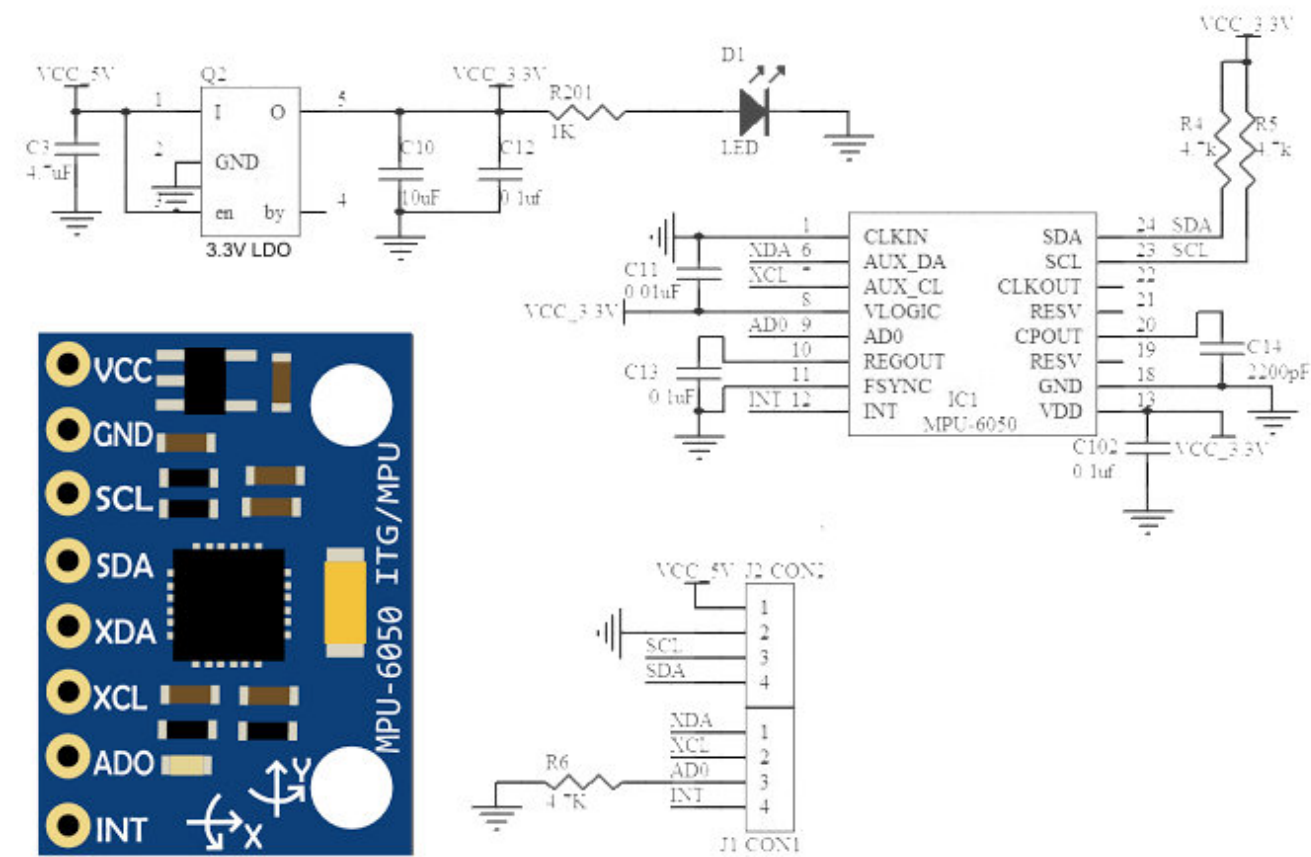 VCC_5V
Q2
1
I
O
5
VCC_3.3V
R201
1K
D1
LED
C3
4.7uF
2
GND
3
en
by
4
3.3V LDO
C10
10uF
C12
0.1uf
VCC_3.3V
R4
4.7k
R5
4.7k
1
CLKIN
SDA
24
SDA
XDA
6
AUX_DA
SCL
23
SCL
XCL
AUX_CL
CLKOUT
22
C11
0.01uF
VCC_3.3V
8
VLOGIC
RESV
21
AD0
9
AD0
CPOUT
20
10
REGOUT
RESV
19
C14
2200pF
C13
0.1uF
11
FSYNC
GND
18
INT
12
INT
VDD
13
IC1
MPU-6050
C102
0.1uf
VCC_3.3V
VCC
GND
SCL
SDA
XDA
XCL
ADO
INT
MPU-6050 ITG/MPU
Y
X
VCC_5V
J2 CON2
1
2
SCL
3
SDA
4
XDA
1
XCL
2
R6
4.7K
AD0
3
INT
4
J1 CON1